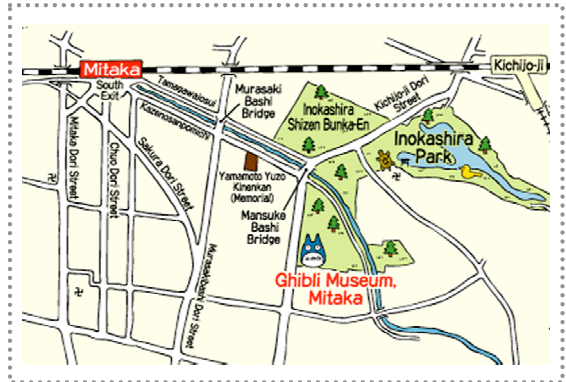 Mitaka
South
Exit
Tamagawajosui
Kazenosanpomichi
Murasaki
Bashi
Bridge
Inokashira
Shizen Bunka-En
Kichijo-ji Dori
Street
Kichijo-ji
Inokashira
Park
卍
Mitaka Dori Street
Chuo Dori Street
Sakura Dori Street
Yamamoto Yuzo
Kinenkan
(Memorial)
Mansuke
Bashi
Bridge
Murasakibashi Dori Street
Ghibli Museum,
Mitaka
卍